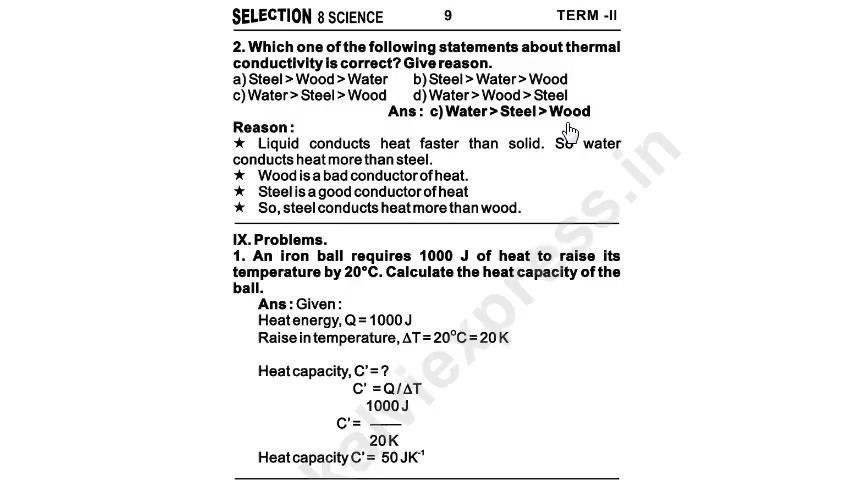 SELECTION 8 SCIENCE 9 TERM -II
2. Which one of the following statements about thermal
conductivity is correct? Give reason.
a) Steel > Wood > Water b) Steel > Water > Wood
c) Water > Steel > Wood d) Water > Wood > Steel
Ans : c) Water > Steel > Wood
Reason :
★ Liquid conducts heat faster than solid. So water
conducts heat more than steel.
★ Wood is a bad conductor of heat.
★ Steel is a good conductor of heat
★ So, steel conducts heat more than wood.
IX. Problems.
1. An iron ball requires 1000 J of heat to raise its
temperature by 20°C. Calculate the heat capacity of the
ball.
Ans : Given :
Heat energy, Q = 1000 J
Raise in temperature, ΔT = 20°C = 20 K
Heat capacity, C' = ?
C' = Q / ΔT
1000 J
C' = ——
20 K
Heat capacity C' = 50 JK⁻¹
kalviexpress.in